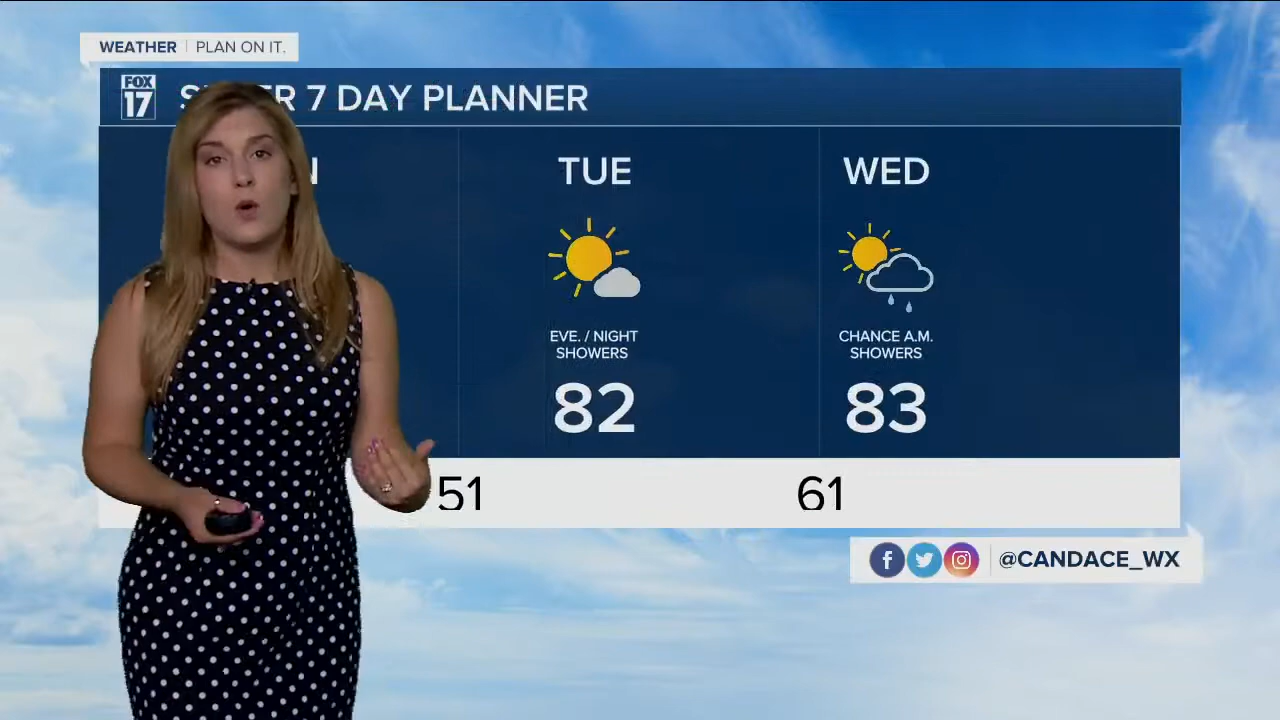 WEATHER | PLAN ON IT.
FOX
17
7 DAY PLANNER
TUE
WED
EVE. / NIGHT
SHOWERS
CHANCE A.M.
SHOWERS
82
83
51
61
f
@CANDACE_WX